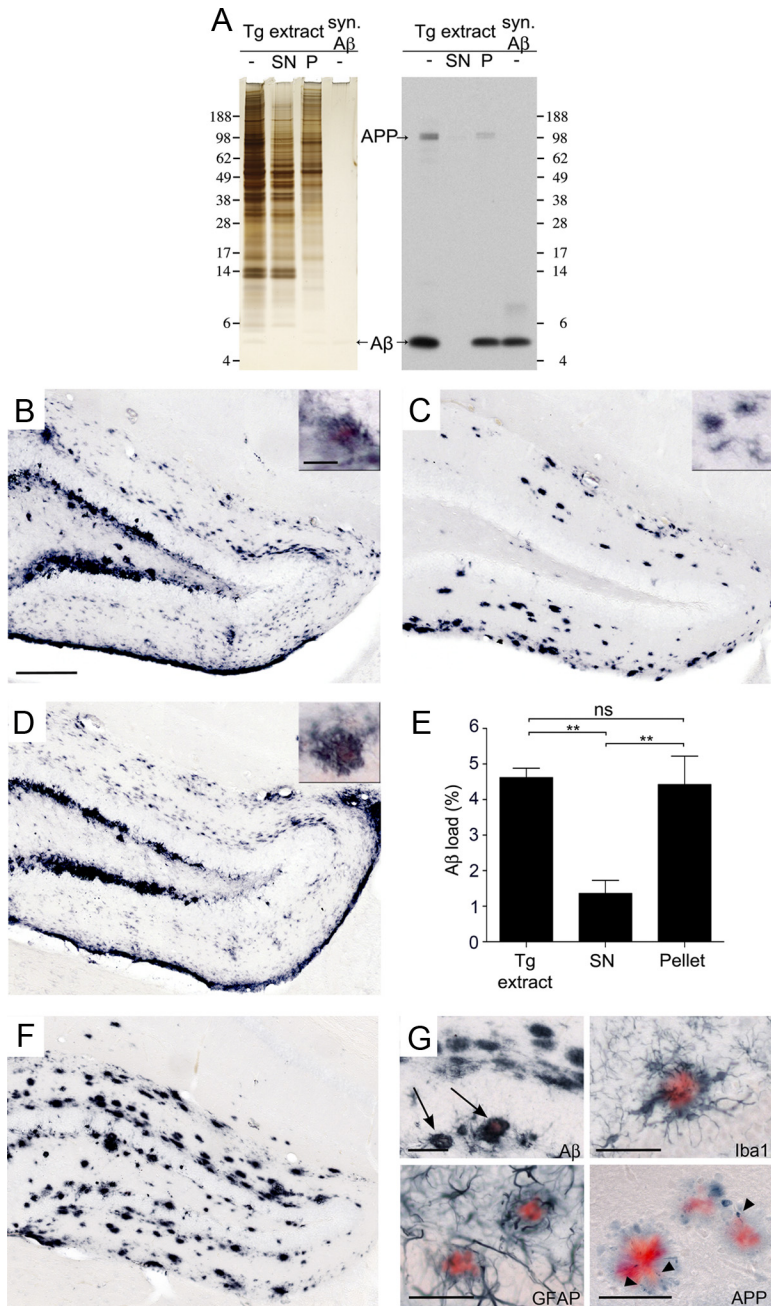 A
Tg extract syn. Aβ
- SN P -
188
98
62
49
38
28
17
14
6
4
Tg extract syn. Aβ
- SN P -
APP
Aβ
188
98
62
49
38
28
17
14
6
4
B
C
D
E
ns
** **
Aβ load (%)
6
5
4
3
2
1
0
Tg extract
SN
Pellet
F
G
Aβ
Iba1
GFAP
APP